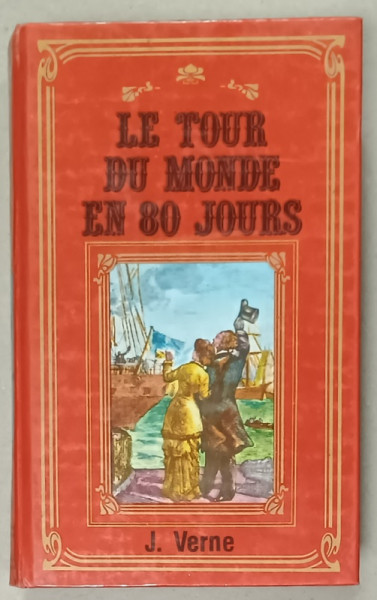 LE TOUR
DU MONDE
EN 80 JOURS
J. Verne